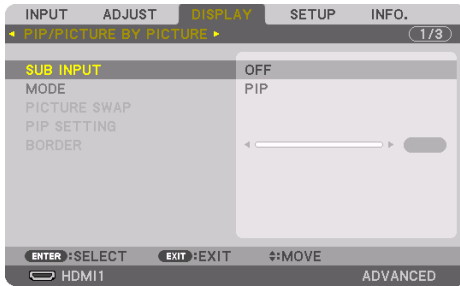 INPUT ADJUST DISPLAY SETUP INFO.
PIP/PICTURE BY PICTURE 1/3
SUB INPUT OFF
MODE PIP
PICTURE SWAP
PIP SETTING
BORDER
ENTER:SELECT EXIT:EXIT :MOVE
HDMI1 ADVANCED